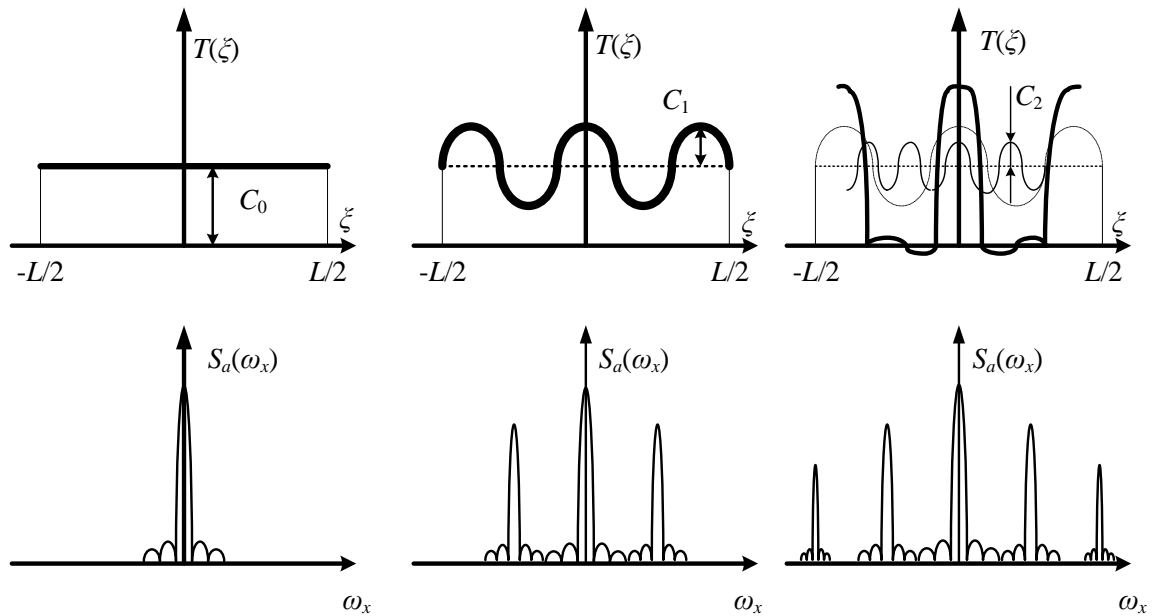 T(ξ)
C₀
ξ
-L/2
L/2
T(ξ)
C₁
ξ
-L/2
L/2
T(ξ)
C₂
ξ
-L/2
L/2
Sₐ(ωₓ)
ωₓ
Sₐ(ωₓ)
ωₓ
Sₐ(ωₓ)
ωₓ